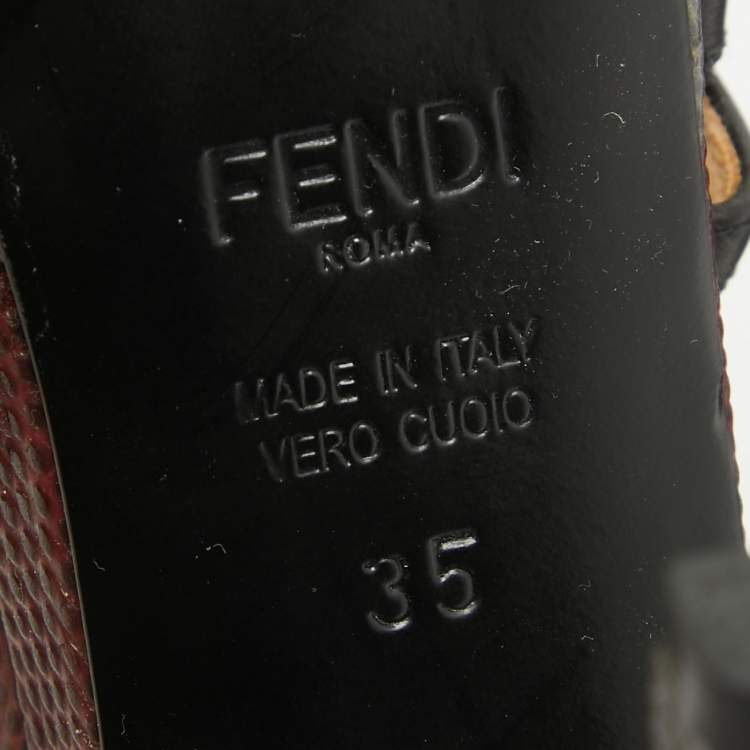 FENDI
ROMA
MADE IN ITALY
VERO CUOIO
35